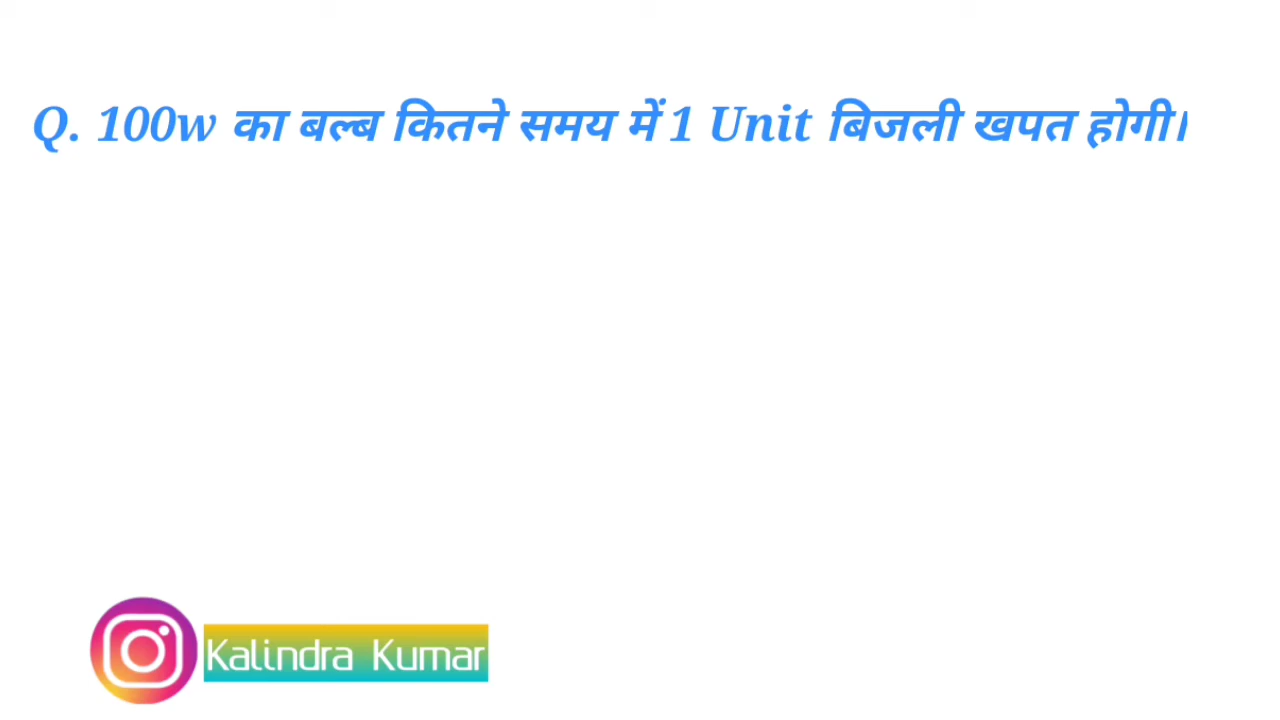 Q. 100w का बल्ब कितने समय में 1 Unit बिजली खपत होगी।
Kalindra Kumar